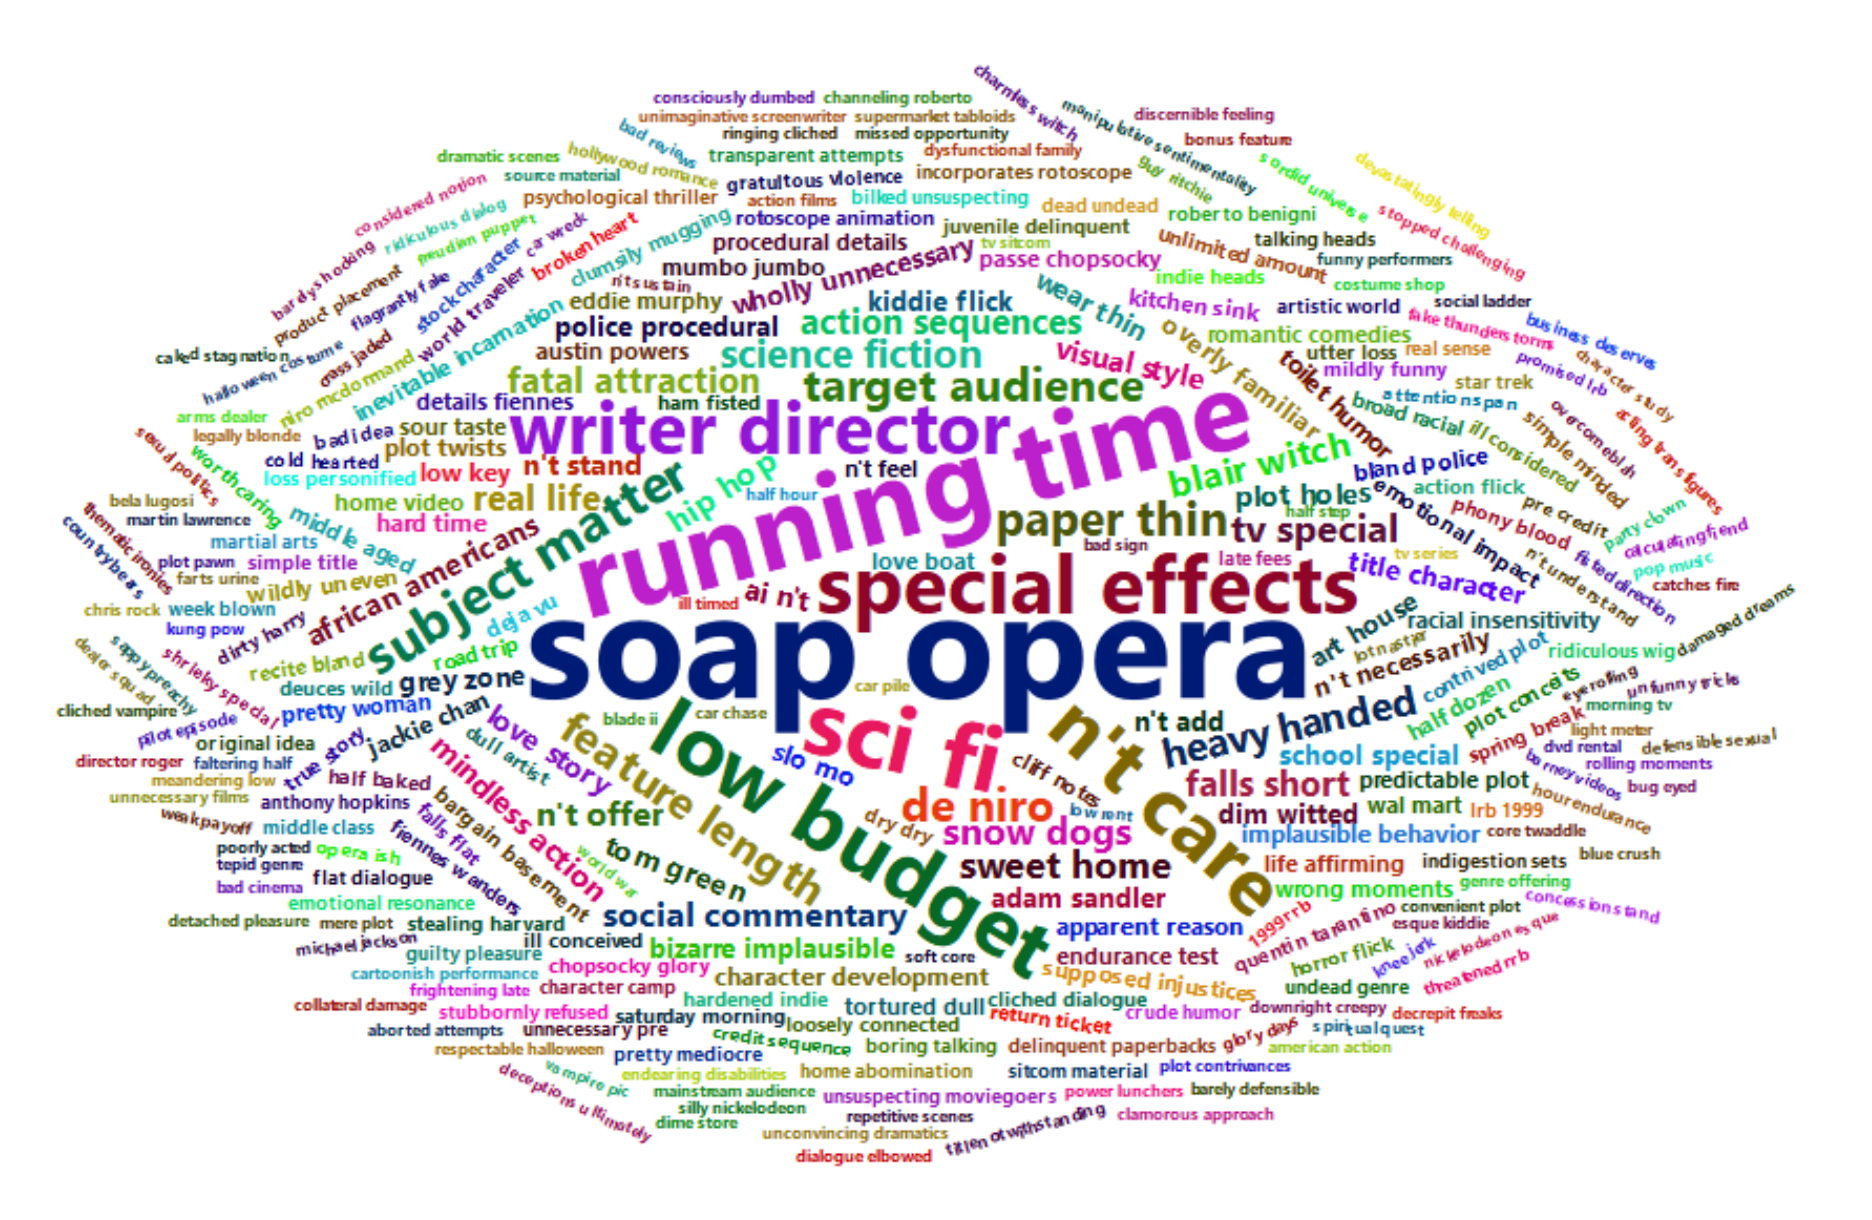 charmless witch
consciously dumbed
channeling roberto
manipulative sentimentality
discernible feeling
unimaginative screenwriter
supermarket tabloids
bad reviews
ringing cliched
missed opportunity
bonus feature
dramatic scenes
hollywood romance
transparent attempts
dysfunctional family
guy ritchie
sordid universe
devastatingly telling
considered notion
source material
gratuitous violence
incorporates rotoscope
psychological thriller
action films
bilked unsuspecting
dead undead
roberto benigni
stopped challenging
ridiculous dialog
freudian puppet
car wreck
broken heart
clumsily mugging
rotoscope animation
juvenile delinquent
unlimited amount
talking heads
bardy shocking
procedural details
tv sitcom
funny performers
product placement
stock character
mumbo jumbo
wholly unnecessary
passe chopsocky
indie heads
costume shop
flagrantly fake
world traveler
n't sustain
eddie murphy
kiddie flick
wear thin
kitchen sink
artistic world
social ladder
police procedural
action sequences
overly familiar
romantic comedies
fake thunderstorms
business deserves
caked stagnation
halloween costume
crass jaded
niro mcdormand
inevitable incarnation
austin powers
science fiction
visual style
toilet humor
utter loss
real sense
promised lrb
character study
fatal attraction
target audience
mildly funny
star trek
arms dealer
details fiennes
ham fisted
attention span
overcome blah
acting transfigures
legally blonde
bad idea
sour taste
writer director
running time
broad racial
ill considered
simple minded
sexual politics
worth caring
plot twists
cold hearted
low key
n't stand
hip hop
n't feel
blair witch
bland police
loss personified
action flick
bela lugosi
home video
real life
half hour
plot holes
emotional impact
phony blood
pre credit
party clown
martin lawrence
middle aged
hard time
subject matter
paper thin
half step
tv special
calculating fiend
thematic ironies
country bears
martial arts
african americans
bad sign
plot pawn
simple title
love boat
late fees
tv series
title character
n't understand
fisted direction
pop music
farts urine
wildly uneven
special effects
catches fire
chris rock
week blown
deja vu
ill timed
ai n't
art house
racial insensitivity
damaged dreams
kung pow
dirty harry
soap opera
lot nastier
n't necessarily
contrived plot
ridiculous wig
sappy preachy
dealer squad
shrieky special
recite bland
road trip
deuces wild
grey zone
car pile
half dozen
plot conceits
eye rolling
unfunny tricks
cliched vampire
pretty woman
jackie chan
love story
blade ii
car chase
sci fi
n't care
n't add
heavy handed
spring break
morning tv
pilot episode
original idea
light meter
director roger
faltering half
true story
mindless action
dull artist
feature length
low budget
slo mo
cliff notes
school special
dvd rental
defensible sexual
meandering low
half baked
falls short
predictable plot
barney videos
rolling moments
bug eyed
unnecessary films
anthony hopkins
falls flat
bargain basement
n't offer
de niro
low rent
wal mart
lrb 1999
hour endurance
weak payoff
middle class
fiennes wanders
dry dry
snow dogs
dim witted
implausible behavior
core twaddle
poorly acted
opera ish
world war
tom green
blue crush
tepid genre
sweet home
life affirming
indigestion sets
bad cinema
flat dialogue
adam sandler
wrong moments
genre offering
emotional resonance
concession stand
detached pleasure
mere plot
stealing harvard
social commentary
apparent reason
1999 rrb
quentin tarantino
convenient plot
esque kiddie
michael jackson
ill conceived
guilty pleasure
bizarre implausible
soft core
endurance test
horror flick
knee jerk
nickelodeon esque
cartoonish performance
chopsocky glory
character development
supposed injustices
undead genre
threatened rrb
frightening late
character camp
collateral damage
hardened indie
tortured dull
cliched dialogue
downright creepy
stubbornly refused
saturday morning
return ticket
crude humor
decrepit freaks
aborted attempts
unnecessary pre
loosely connected
glory days
spiritual quest
credit sequence
respectable halloween
pretty mediocre
boring talking
delinquent paperbacks
american action
vampire pic
endearing disabilities
home abomination
sitcom material
plot contrivances
deceptions ultimately
mainstream audience
unsuspecting moviegoers
power lunchers
barely defensible
silly nickelodeon
dime store
repetitive scenes
title notwithstanding
clamorous approach
unconvincing dramatics
dialogue elbowed